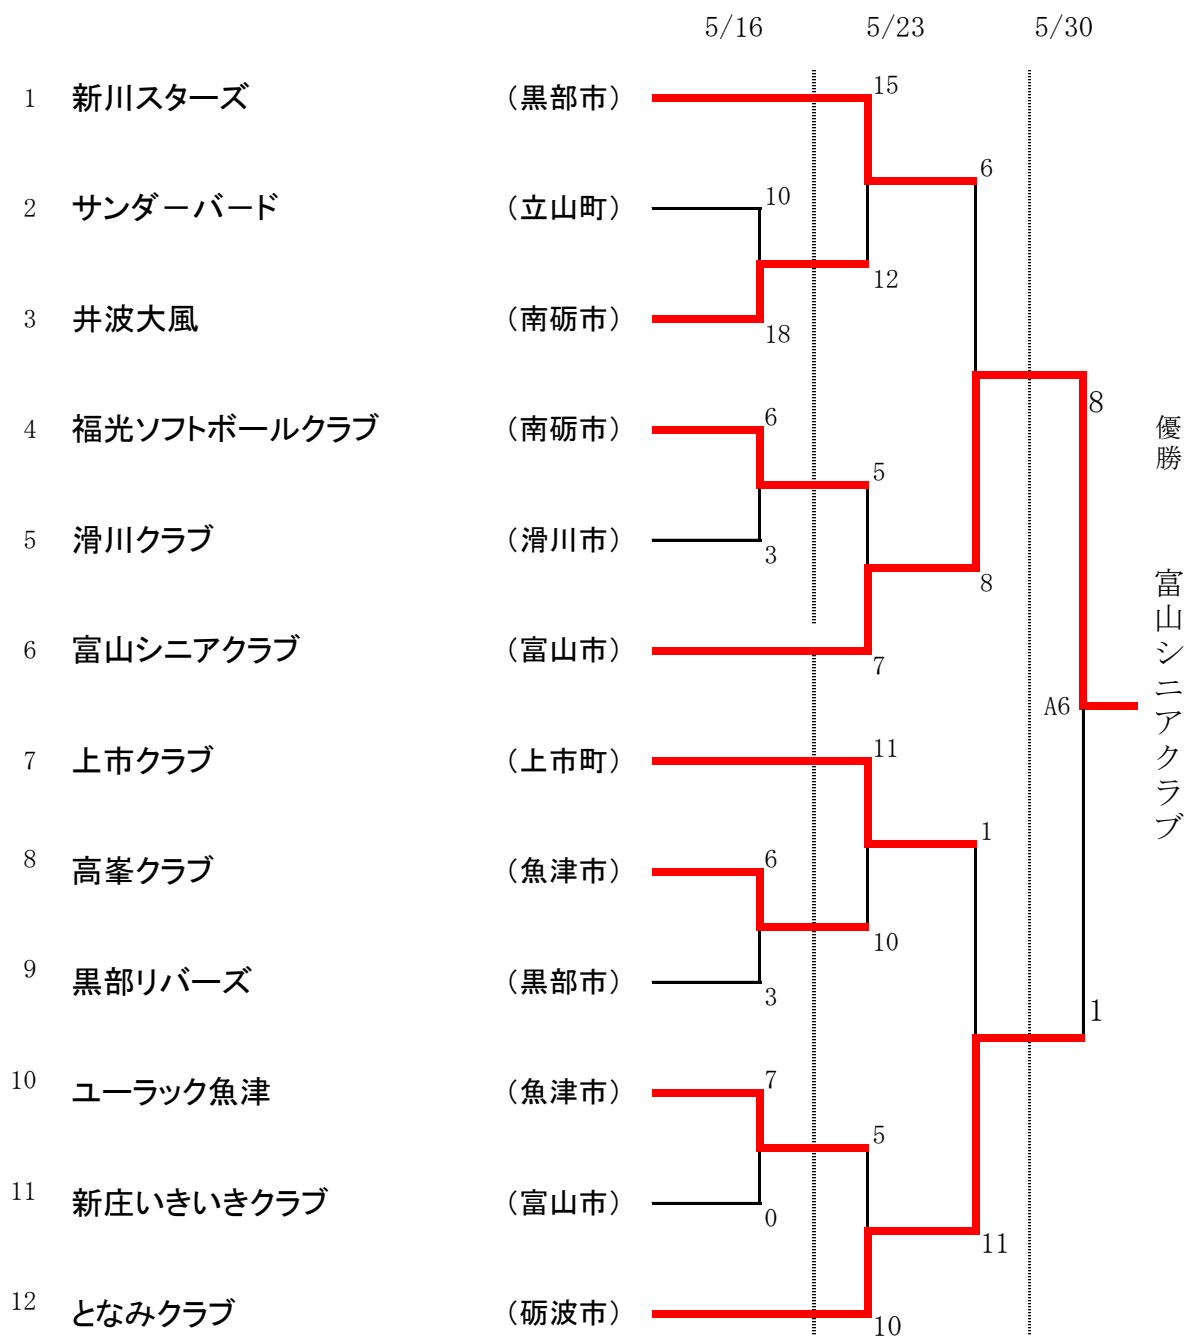 5/16 5/23 5/30
1 新川スターズ (黒部市) 15
6
2 サンダーバード (立山町) 10
12
3 井波大風 (南砺市) 18
8
4 福光ソフトボールクラブ (南砺市) 6
5
5 滑川クラブ (滑川市) 3
8
6 富山シニアクラブ (富山市) 7
A6
優勝 富山シニアクラブ
7 上市クラブ (上市町) 11
1
8 高峯クラブ (魚津市) 6
10
9 黒部リバーズ (黒部市) 3
1
10 ユーラック魚津 (魚津市) 7
5
11 新庄いきいきクラブ (富山市) 0
11
12 となみクラブ (砺波市) 10